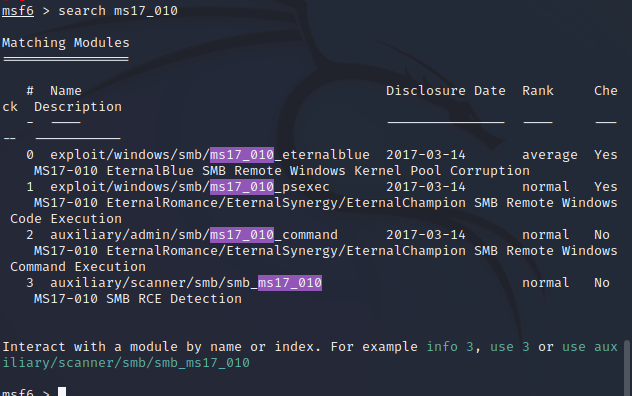 msf6 > search ms17_010
Matching Modules
================
#  Name                                      Disclosure Date  Rank     Che
ck  Description
-  ----                                      ---------------  ----     ---
--  -----------
0  exploit/windows/smb/ms17_010_eternalblue  2017-03-14       average  Yes
MS17-010 EternalBlue SMB Remote Windows Kernel Pool Corruption
1  exploit/windows/smb/ms17_010_psexec       2017-03-14       normal   Yes
MS17-010 EternalRomance/EternalSynergy/EternalChampion SMB Remote Windows
Code Execution
2  auxiliary/admin/smb/ms17_010_command      2017-03-14       normal   No
MS17-010 EternalRomance/EternalSynergy/EternalChampion SMB Remote Windows
Command Execution
3  auxiliary/scanner/smb/smb_ms17_010                         normal   No
MS17-010 SMB RCE Detection
Interact with a module by name or index. For example info 3, use 3 or use aux
iliary/scanner/smb/smb_ms17_010
msf6 >